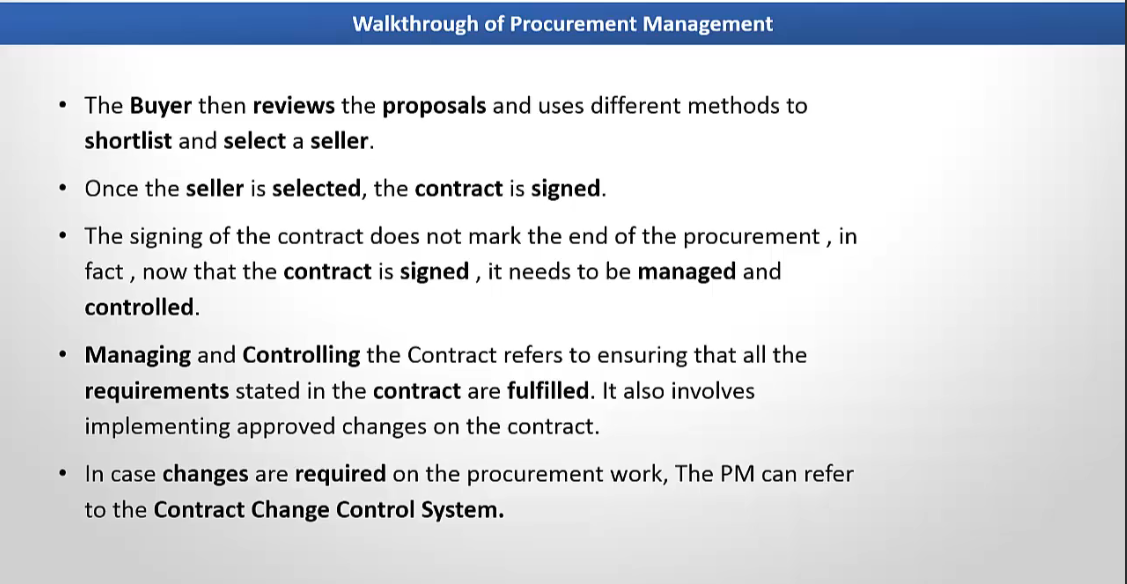 Walkthrough of Procurement Management
• The Buyer then reviews the proposals and uses different methods to
shortlist and select a seller.
• Once the seller is selected, the contract is signed.
• The signing of the contract does not mark the end of the procurement , in
fact , now that the contract is signed , it needs to be managed and
controlled.
• Managing and Controlling the Contract refers to ensuring that all the
requirements stated in the contract are fulfilled. It also involves
implementing approved changes on the contract.
• In case changes are required on the procurement work, The PM can refer
to the Contract Change Control System.